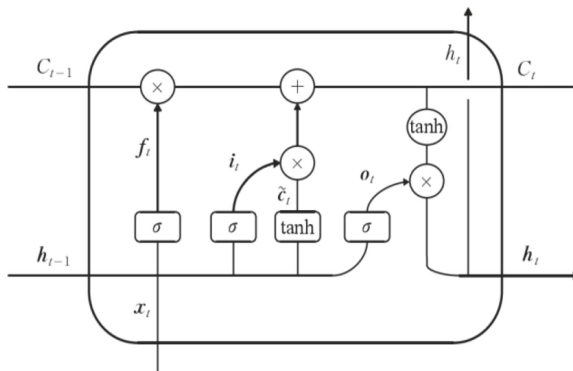 h_t
C_{t-1} × + C_t
tanh
f_t i_t × o_t ×
c̃_t
σ σ tanh σ
h_{t-1} h_t
x_t